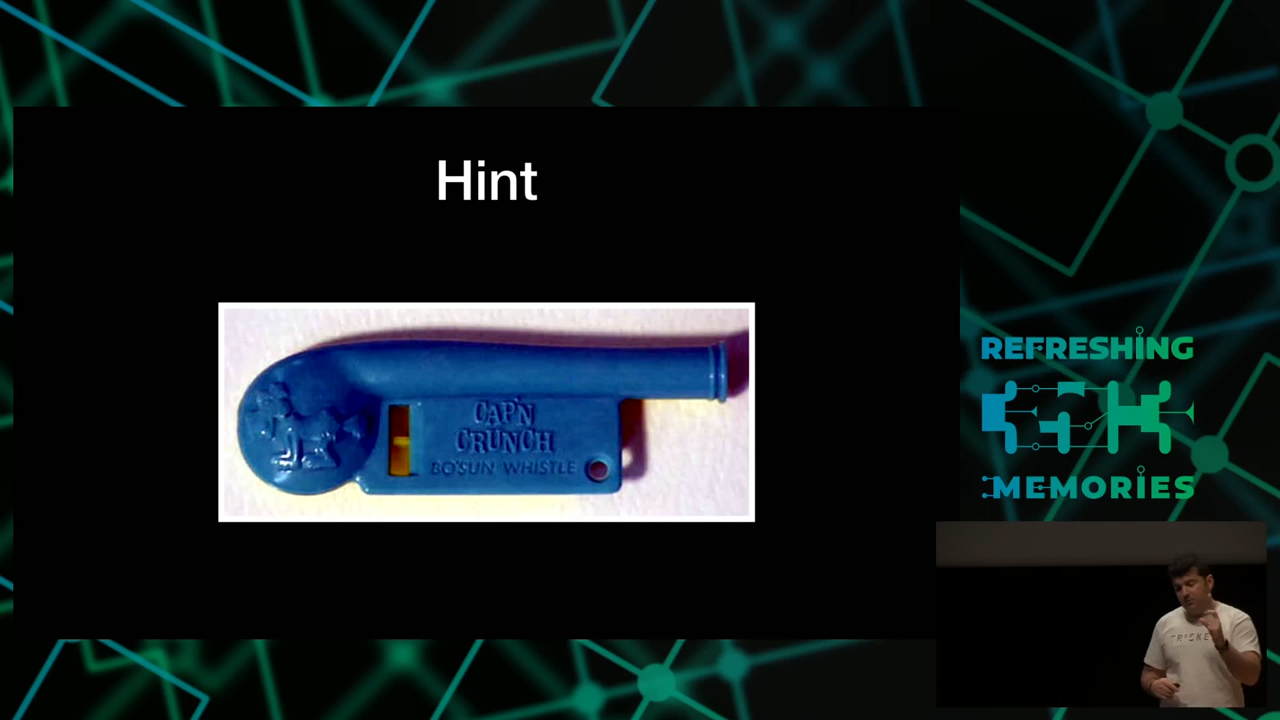 Hint
CAP'N
CRUNCH
BO'SUN WHISTLE
REFRESHING
MEMORIES